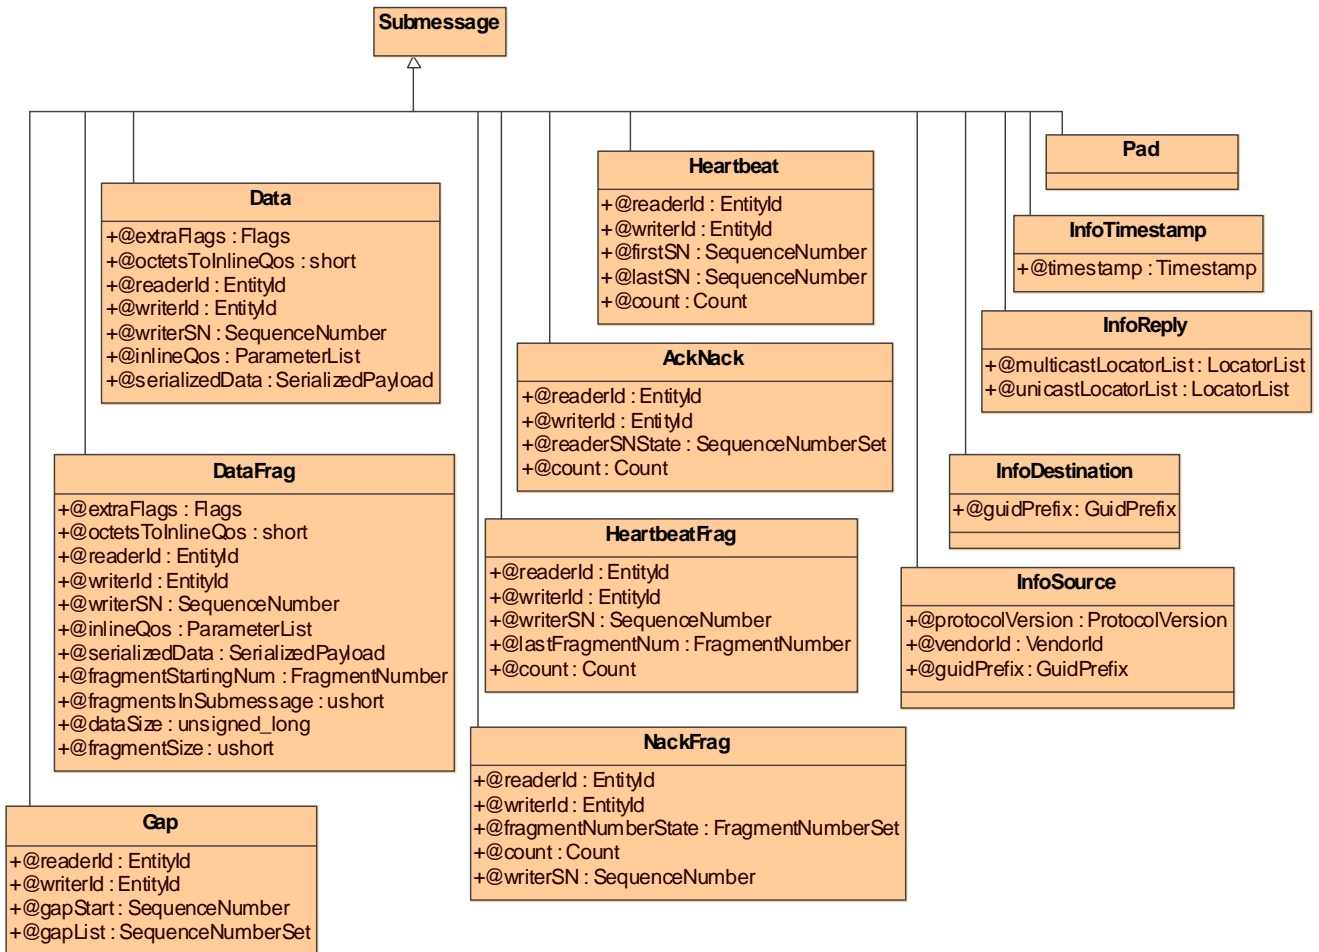 Submessage
Data
+@extraFlags : Flags
+@octetsToInlineQos : short
+@readerId : EntityId
+@writerId : EntityId
+@writerSN : SequenceNumber
+@inlineQos : ParameterList
+@serializedData : SerializedPayload
DataFrag
+@extraFlags : Flags
+@octetsToInlineQos : short
+@readerId : EntityId
+@writerId : EntityId
+@writerSN : SequenceNumber
+@inlineQos : ParameterList
+@serializedData : SerializedPayload
+@fragmentStartingNum : FragmentNumber
+@fragmentsInSubmessage : ushort
+@dataSize : unsigned_long
+@fragmentSize : ushort
Gap
+@readerId : EntityId
+@writerId : EntityId
+@gapStart : SequenceNumber
+@gapList : SequenceNumberSet
Heartbeat
+@readerId : EntityId
+@writerId : EntityId
+@firstSN : SequenceNumber
+@lastSN : SequenceNumber
+@count : Count
AckNack
+@readerId : EntityId
+@writerId : EntityId
+@readerSNState : SequenceNumberSet
+@count : Count
HeartbeatFrag
+@readerId : EntityId
+@writerId : EntityId
+@writerSN : SequenceNumber
+@lastFragmentNum : FragmentNumber
+@count : Count
NackFrag
+@readerId : EntityId
+@writerId : EntityId
+@fragmentNumberState : FragmentNumberSet
+@count : Count
+@writerSN : SequenceNumber
Pad
InfoTimestamp
+@timestamp : Timestamp
InfoReply
+@multicastLocatorList : LocatorList
+@unicastLocatorList : LocatorList
InfoDestination
+@guidPrefix : GuidPrefix
InfoSource
+@protocolVersion : ProtocolVersion
+@vendorId : VendorId
+@guidPrefix : GuidPrefix